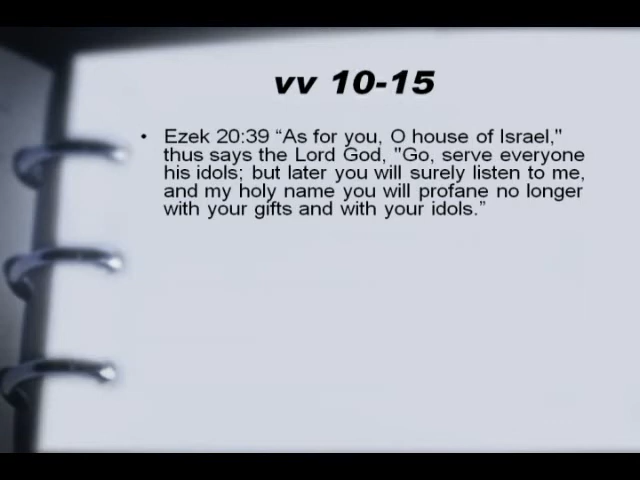 vv 10-15
• Ezek 20:39 “As for you, O house of Israel,"
thus says the Lord God, "Go, serve everyone
his idols; but later you will surely listen to me,
and my holy name you will profane no longer
with your gifts and with your idols.”